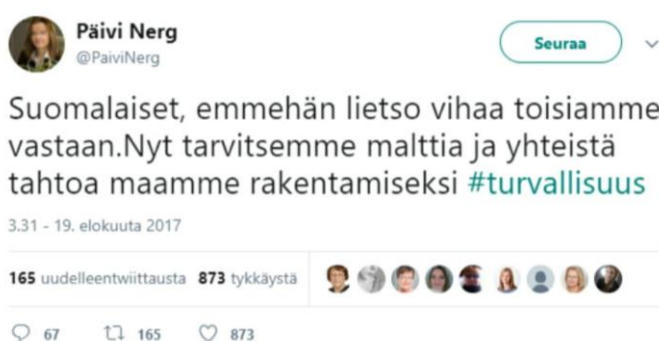 Päivi Nerg
@PaiviNerg
Seuraa
Suomalaiset, emmehän lietso vihaa toisiamme
vastaan.Nyt tarvitsemme malttia ja yhteistä
tahtoa maamme rakentamiseksi #turvallisuus
3.31 - 19. elokuuta 2017
165 uudelleentwiittausta 873 tykkäystä
67 165 873